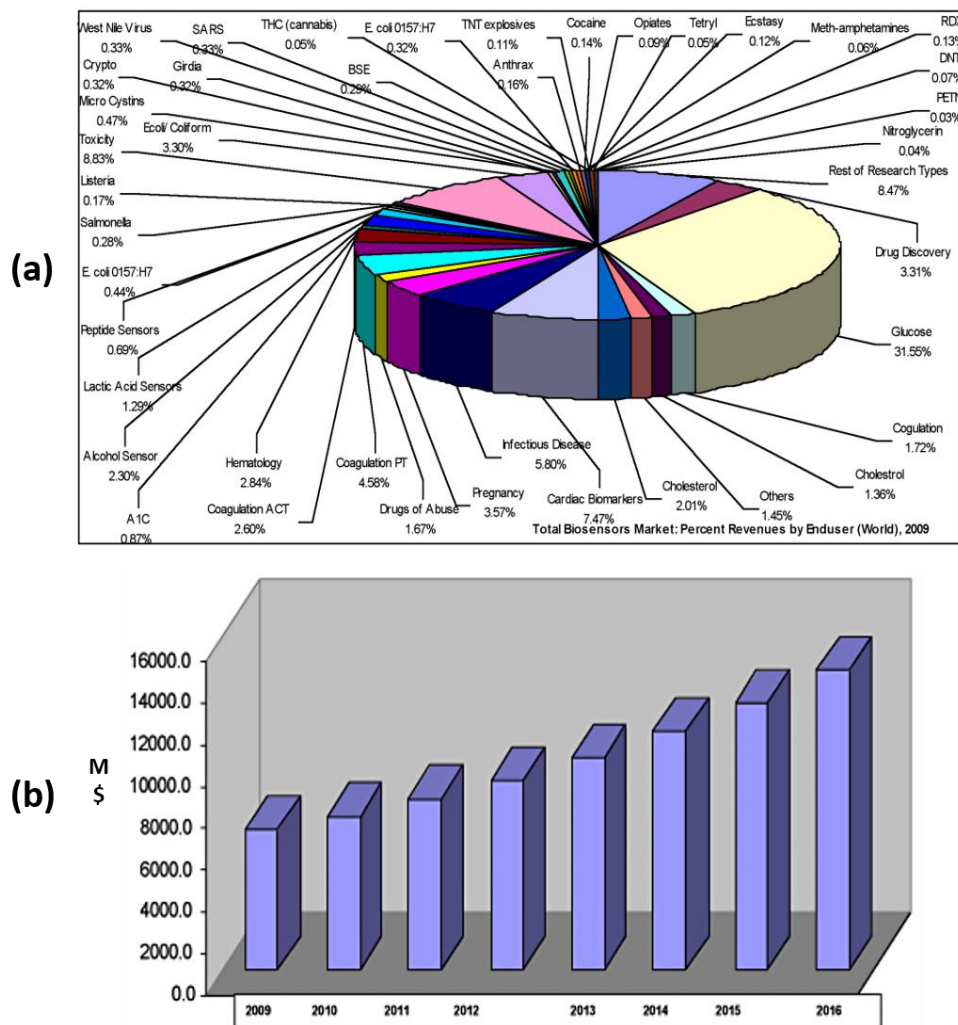 West Nile Virus
0.33%
SARS
0.33%
THC (cannabis)
0.05%
E. coli 0157:H7
0.32%
TNT explosives
0.11%
Cocaine
0.14%
Opiates
0.09%
Tetryl
0.05%
Ecstasy
0.12%
Meth-amphetamines
0.06%
RDX
0.13%
Crypto
0.32%
Girdia
0.32%
BSE
0.29%
Anthrax
0.16%
DNT
0.07%
Micro Cystins
0.47%
PETN
0.03%
Ecoli/ Coliform
3.30%
Nitroglycerin
0.04%
Toxicity
8.83%
Rest of Research Types
8.47%
Listeria
0.17%
Salmonella
0.28%
Drug Discovery
3.31%
(a)
E. coli 0157:H7
0.44%
Peptide Sensors
0.69%
Glucose
31.55%
Lactic Acid Sensors
1.29%
Cogulation
1.72%
Alcohol Sensor
2.30%
Hematology
2.84%
Coagulation PT
4.58%
Infectious Disease
5.80%
Cholestrol
1.36%
A1C
0.87%
Coagulation ACT
2.60%
Drugs of Abuse
1.67%
Pregnancy
3.57%
Cardiac Biomarkers
7.47%
Cholesterol
2.01%
Others
1.45%
Total Biosensors Market: Percent Revenues by Enduser (World), 2009
(b)
M
$
16000.0
14000.0
12000.0
10000.0
8000.0
6000.0
4000.0
2000.0
0.0
2009 2010 2011 2012 2013 2014 2015 2016